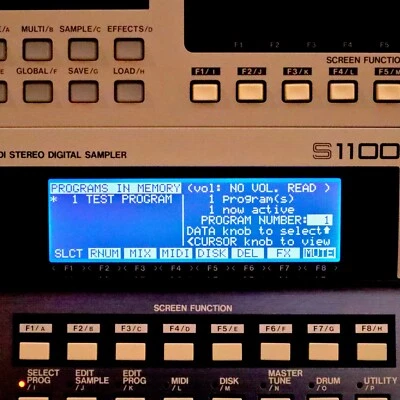 E/A MULTI/B SAMPLE/C EFFECTS/D
E GLOBAL/F SAVE/G LOAD/H
F1 F2 F3 F4 F5
SCREEN FUNCTIO
F1/I F2/J F3/K F4/L F5/M
DI STEREO DIGITAL SAMPLER
S1100
PROGRAMS IN MEMORY (vol: NO VOL. READ )
* 1 TEST PROGRAM 1 Program(s)
1 now active
PROGRAM NUMBER: 1
DATA knob to select↑
<CURSOR knob to view
SLCT RNUM MIX MIDI DISK DEL FX MUTE
F1 F2 F3 F4 F5 F6 F7 F8
SCREEN FUNCTION
F1/A F2/B F3/C F4/D F5/E F6/F F7/G F8/H
SELECT PROG /I EDIT SAMPLE /J EDIT PROG /K MIDI /L DISK /M MASTER TUNE /N DRUM /O UTILITY /P